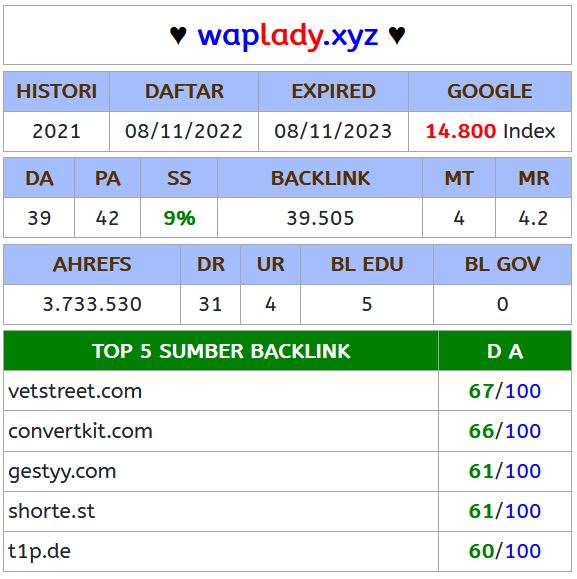 ♥ waplady.xyz ♥
HISTORI DAFTAR EXPIRED GOOGLE
2021 08/11/2022 08/11/2023 14.800 Index
DA PA SS BACKLINK MT MR
39 42 9% 39.505 4 4.2
AHREFS DR UR BL EDU BL GOV
3.733.530 31 4 5 0
TOP 5 SUMBER BACKLINK D A
vetstreet.com 67/100
convertkit.com 66/100
gestyy.com 61/100
shorte.st 61/100
t1p.de 60/100